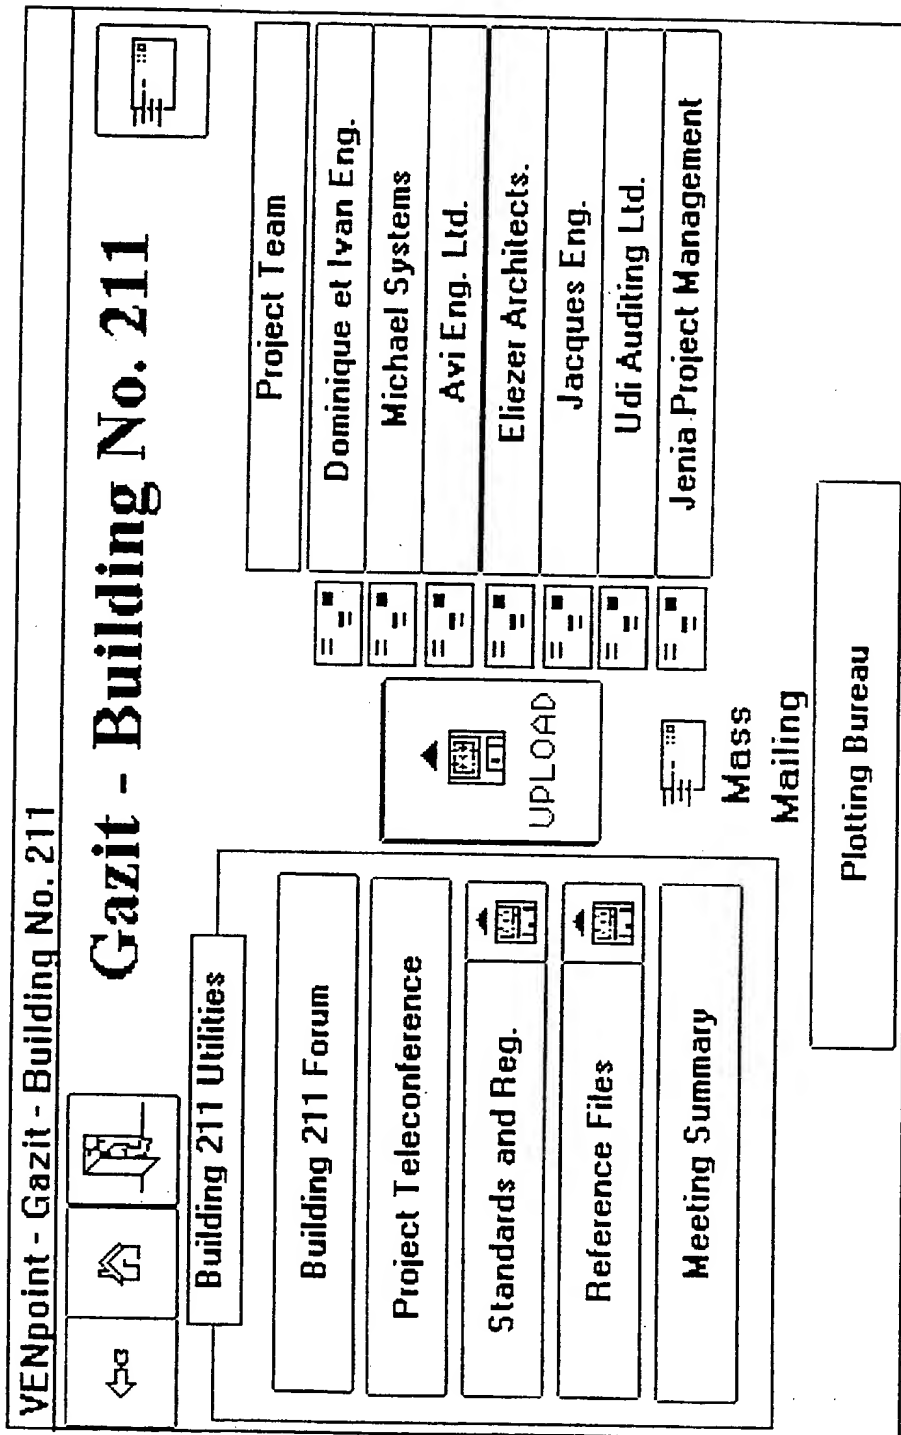 VENpoint - Gazit - Building No. 211
Gazit - Building No. 211
Building 211 Utilities
Building 211 Forum
Project Teleconference
Standards and Reg.
Reference Files
Meeting Summary
UPLOAD
Mass
Mailing
Project Team
Dominique et Ivan Eng.
Michael Systems
Avi Eng. Ltd.
Eliezer Architects.
Jacques Eng.
Udi Auditing Ltd.
Jenia Project Management
Plotting Bureau